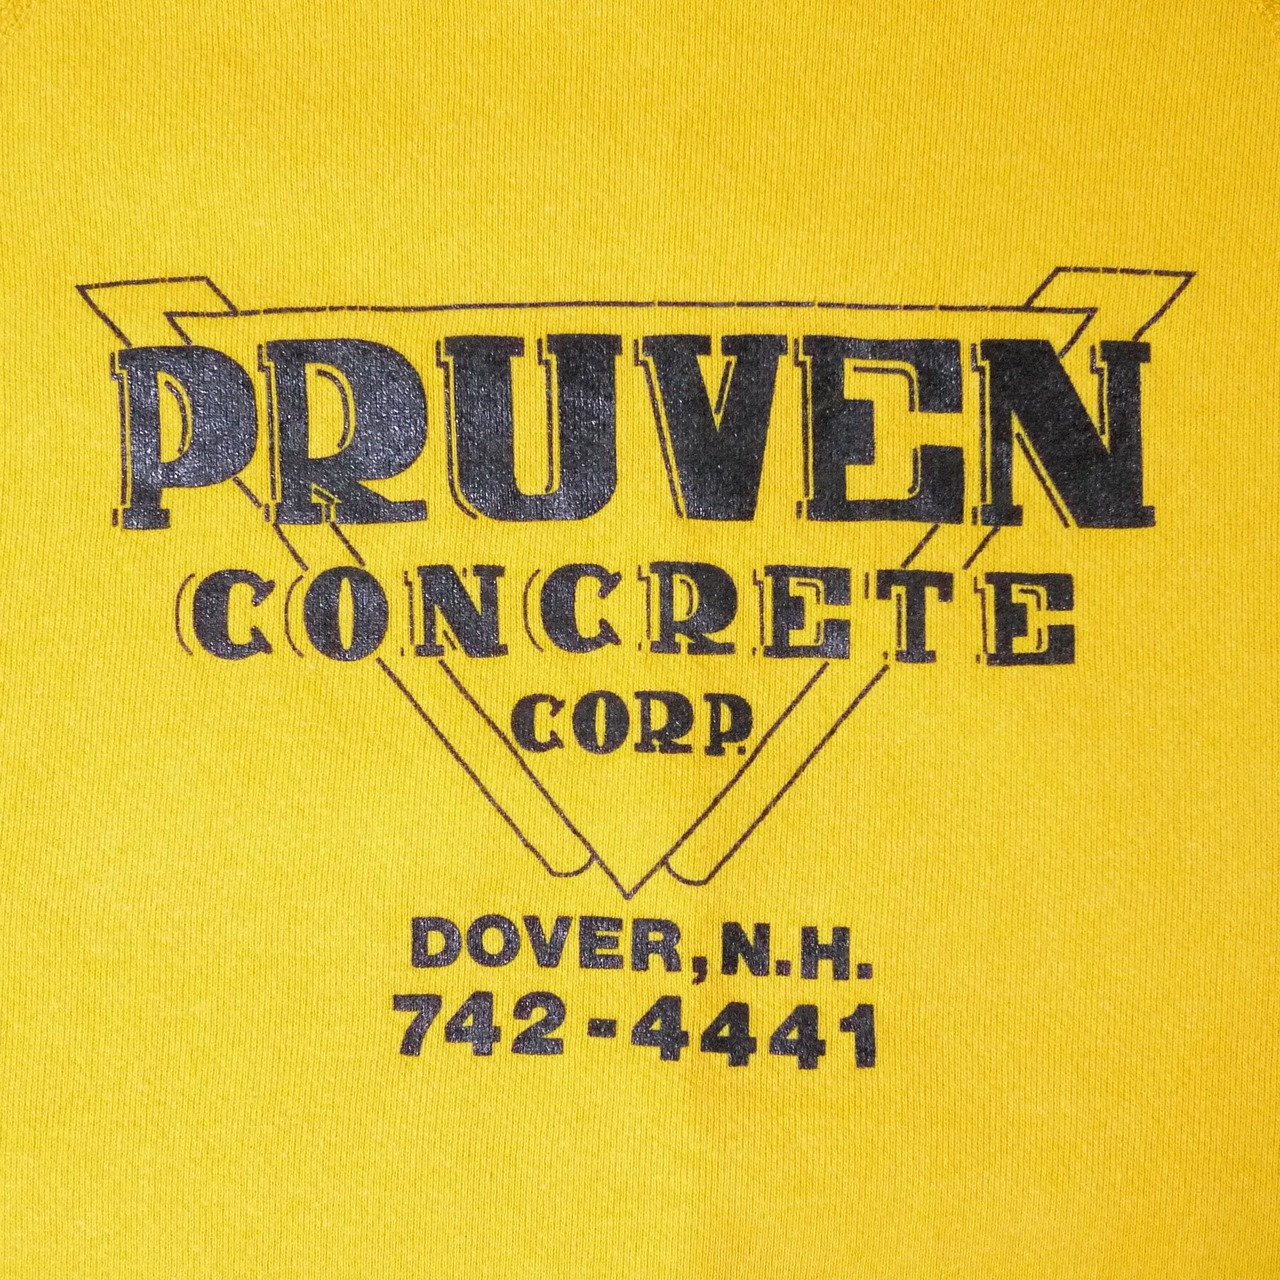 PRUVEN
CONCRETE
CORP.
DOVER, N.H.
742-4441